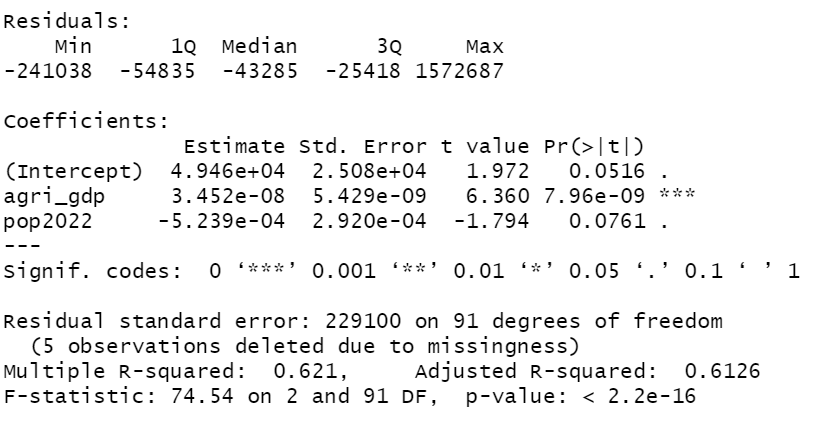 Residuals:
    Min      1Q  Median      3Q     Max
-241038  -54835  -43285  -25418 1572687

Coefficients:
              Estimate Std. Error t value Pr(>|t|)
(Intercept)  4.946e+04  2.508e+04   1.972   0.0516 .
agri_gdp     3.452e-08  5.429e-09   6.360 7.96e-09 ***
pop2022     -5.239e-04  2.920e-04  -1.794   0.0761 .
---
Signif. codes:  0 ‘***’ 0.001 ‘**’ 0.01 ‘*’ 0.05 ‘.’ 0.1 ‘ ’ 1

Residual standard error: 229100 on 91 degrees of freedom
  (5 observations deleted due to missingness)
Multiple R-squared:  0.621,	Adjusted R-squared:  0.6126
F-statistic: 74.54 on 2 and 91 DF,  p-value: < 2.2e-16